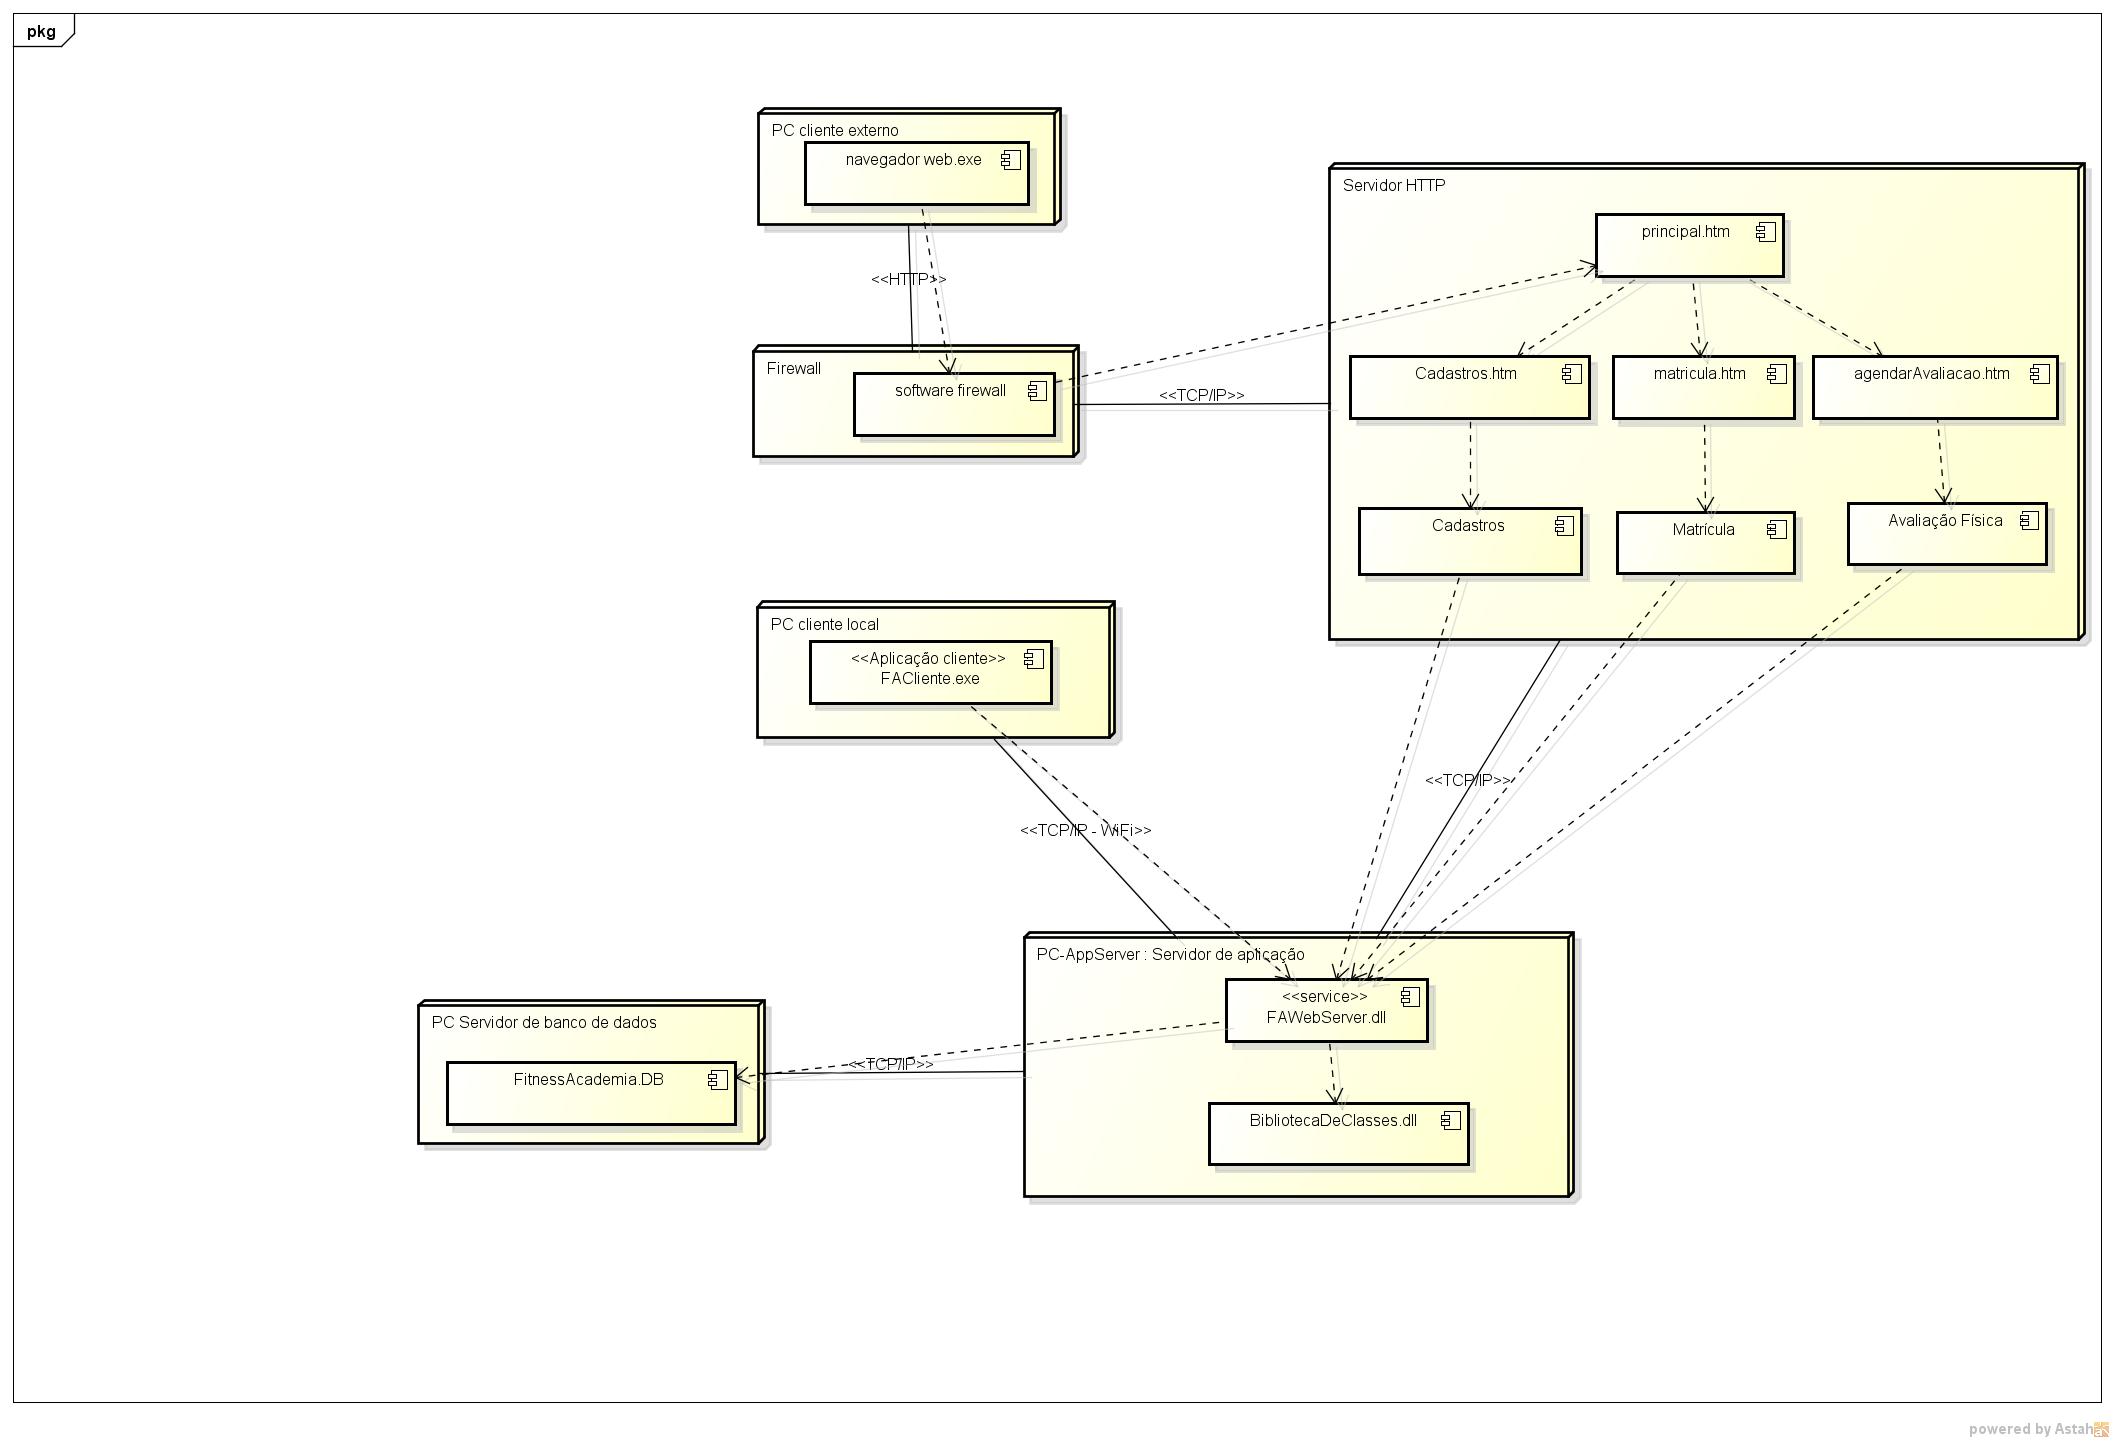 pkg
PC cliente externo
navegador web.exe
<<HTTP>>
Firewall
software firewall
<<TCP/IP>>
Servidor HTTP
principal.htm
Cadastros.htm
matricula.htm
agendarAvaliacao.htm
Cadastros
Matrícula
Avaliação Física
PC cliente local
<<Aplicação cliente>>
FACliente.exe
<<TCP/IP>>
<<TCP/IP - WiFi>>
PC-AppServer : Servidor de aplicação
<<service>>
FAWebServer.dll
BibliotecaDeClasses.dll
<<TCP/IP>>
PC Servidor de banco de dados
FitnessAcademia.DB
powered by Astah